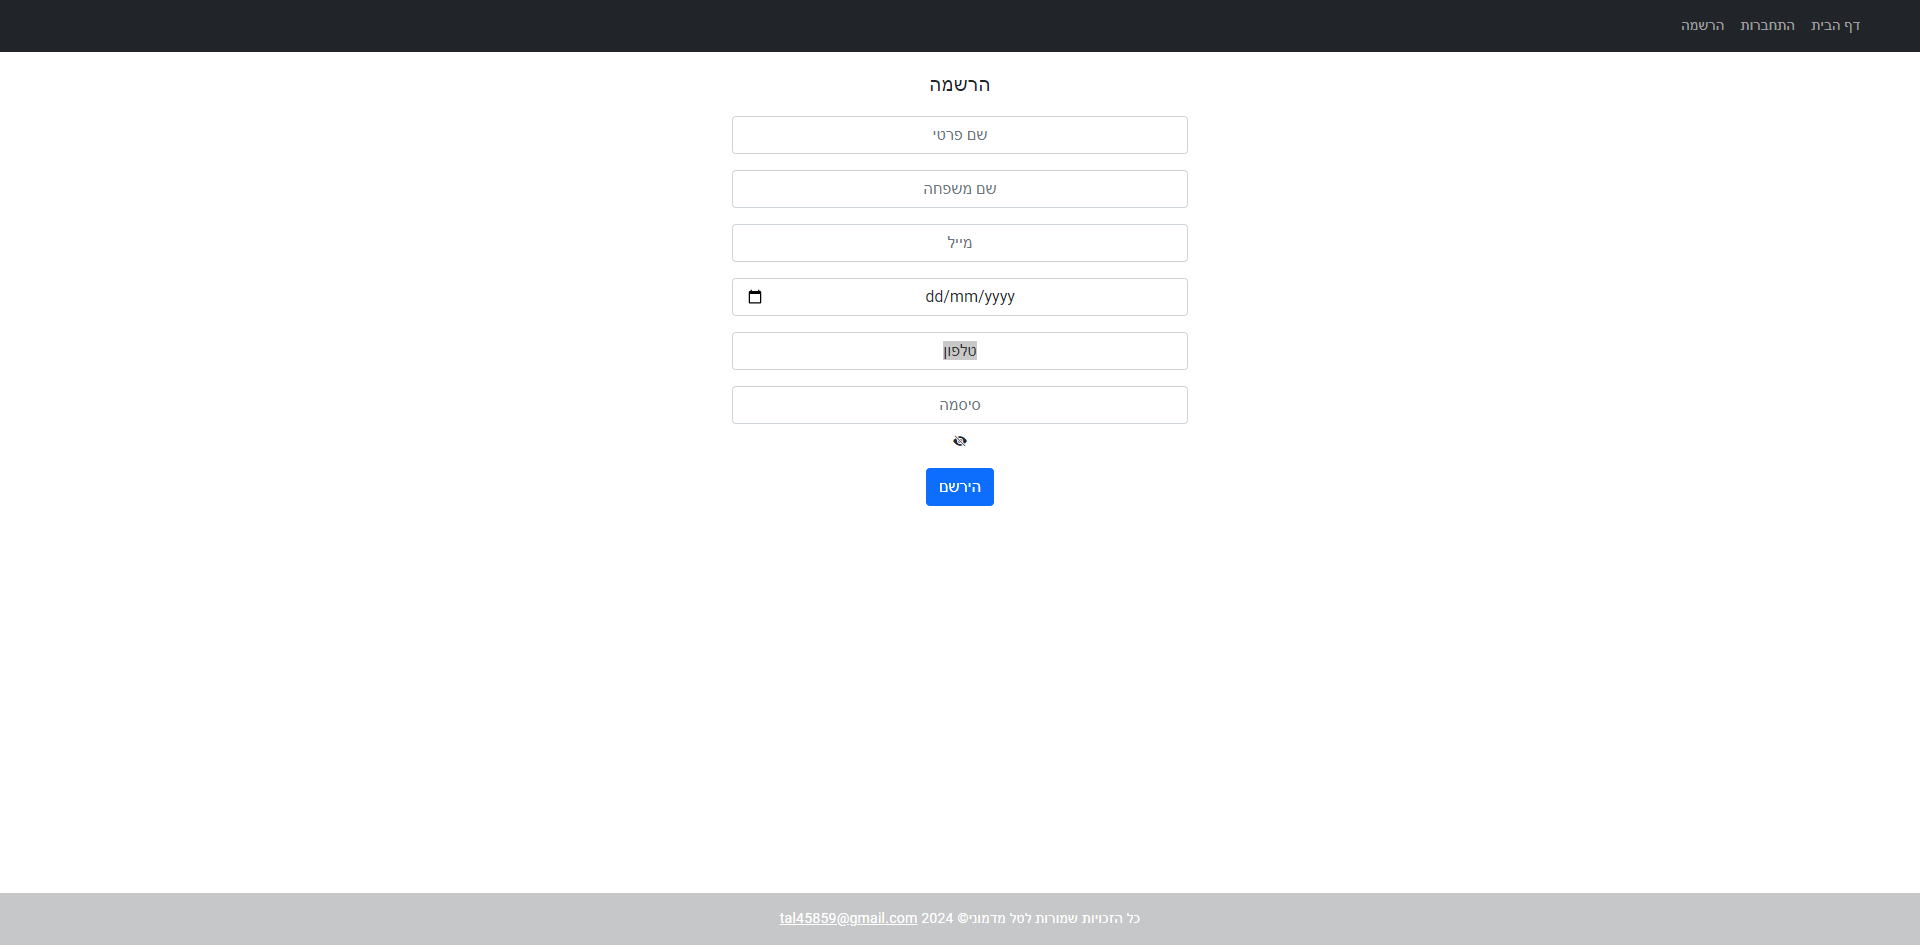 דף הבית התחברות הרשמה
הרשמה
שם פרטי
שם משפחה
מייל
dd/mm/yyyy
טלפון
סיסמה
הירשם
כל הזכויות שמורות לטל מדמוני© 2024 tal45859@gmail.com